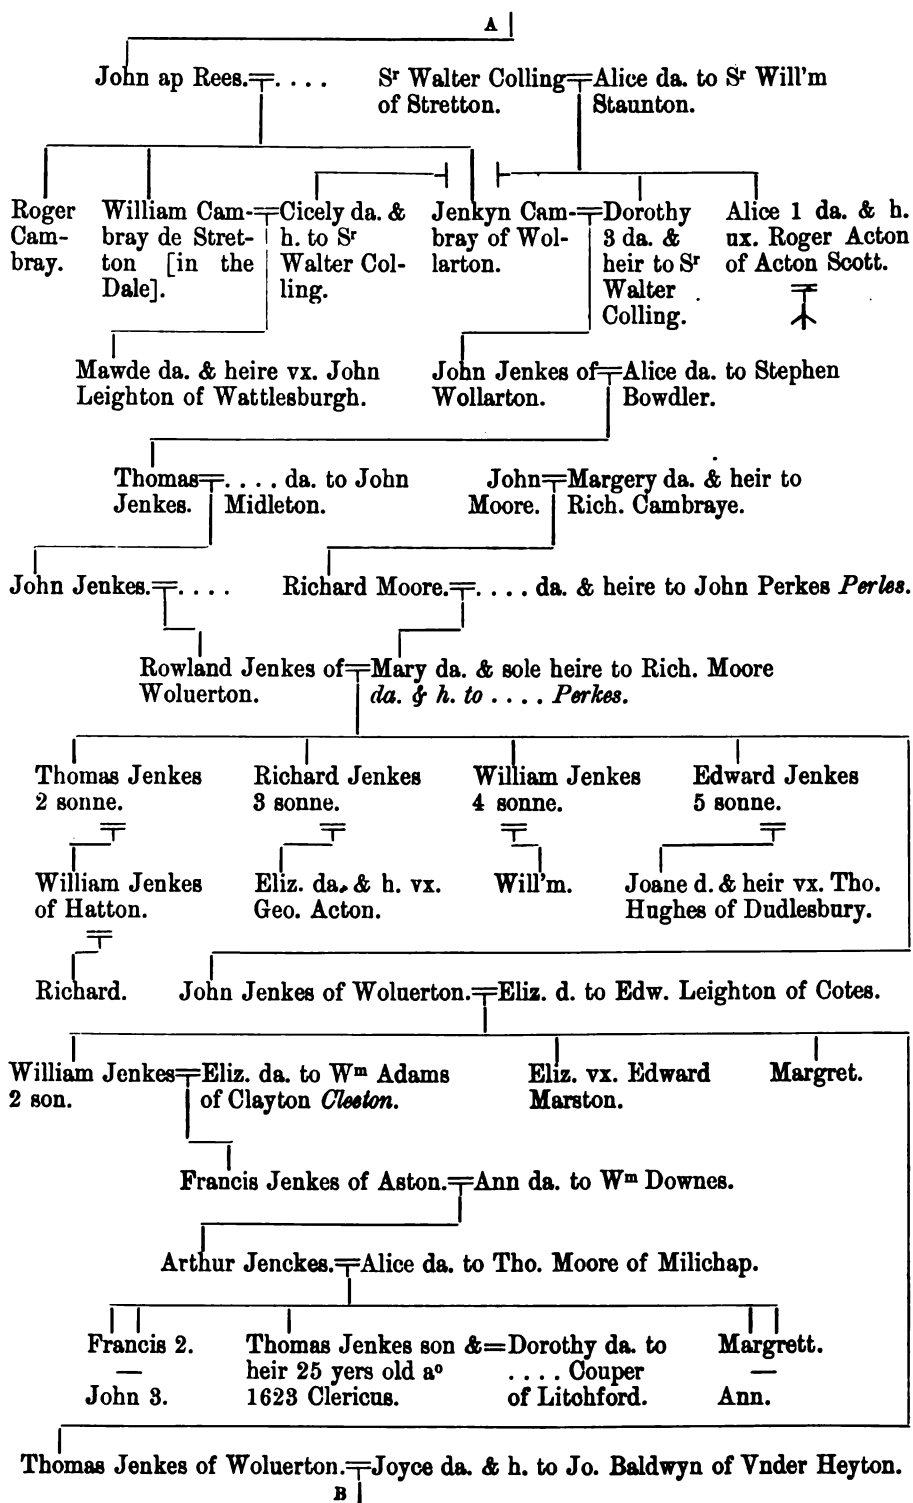 A
John ap Rees. . . . .
Sr Walter Colling
of Stretton.
Alice da. to Sr Will'm
Staunton.
Roger
Cam-
bray.
William Cam-
bray de Stret-
ton [in the
Dale].
Cicely da. &
h. to Sr
Walter Col-
ling.
Jenkyn Cam-
bray of Wol-
larton.
Dorothy
3 da. &
heir to Sr
Walter
Colling.
Alice 1 da. & h.
ux. Roger Acton
of Acton Scott.
Mawde da. & heire vx. John
Leighton of Wattlesburgh.
John Jenkes of
Wollarton.
Alice da. to Stephen
Bowdler.
Thomas
Jenkes.
. . . . da. to John
Midleton.
John
Moore.
Margery da. & heir to
Rich. Cambraye.
John Jenkes. . . . .
Richard Moore. . . . . da. & heire to John Perkes Perles.
Rowland Jenkes of
Woluerton.
Mary da. & sole heire to Rich. Moore
da. & h. to . . . . Perkes.
Thomas Jenkes
2 sonne.
Richard Jenkes
3 sonne.
William Jenkes
4 sonne.
Edward Jenkes
5 sonne.
William Jenkes
of Hatton.
Eliz. da. & h. vx.
Geo. Acton.
Will'm.
Joane d. & heir vx. Tho.
Hughes of Dudlesbury.
Richard.
John Jenkes of Woluerton. Eliz. d. to Edw. Leighton of Cotes.
William Jenkes
2 son.
Eliz. da. to Wm Adams
of Clayton Cleeton.
Eliz. vx. Edward
Marston.
Margret.
Francis Jenkes of Aston. Ann da. to Wm Downes.
Arthur Jenckes. Alice da. to Tho. Moore of Milichap.
Francis 2.
—
John 3.
Thomas Jenkes son &
heir 25 yers old ao
1623 Clericus.
=Dorothy da. to
. . . . Couper
of Litchford.
Margrett.
—
Ann.
Thomas Jenkes of Woluerton. Joyce da. & h. to Jo. Baldwyn of Vnder Heyton.
B